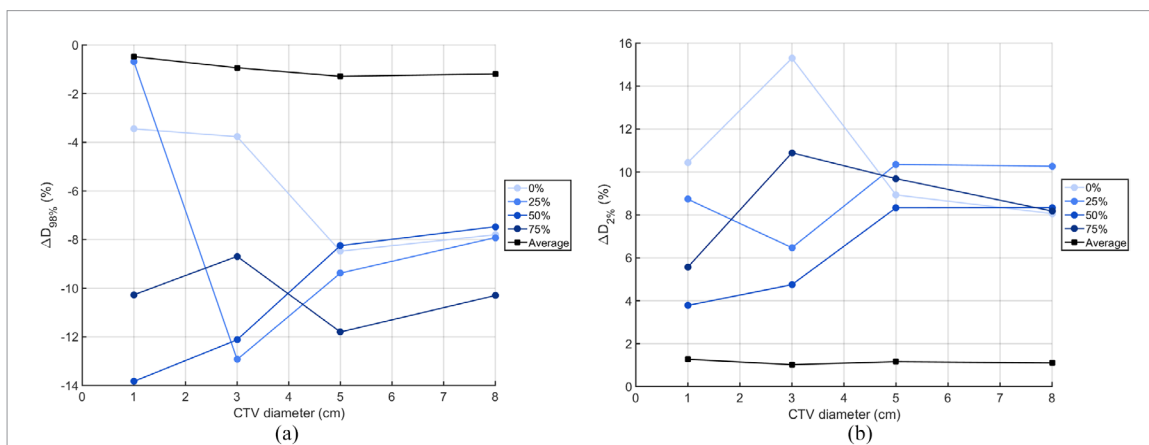 0
-2
-4
-6
-8
-10
-12
-14
0 1 2 3 4 5 6 7 8
ΔD98% (%)
CTV diameter (cm)
0%
25%
50%
75%
Average
(a)
16
14
12
10
8
6
4
2
0
0 1 2 3 4 5 6 7 8
ΔD2% (%)
CTV diameter (cm)
0%
25%
50%
75%
Average
(b)